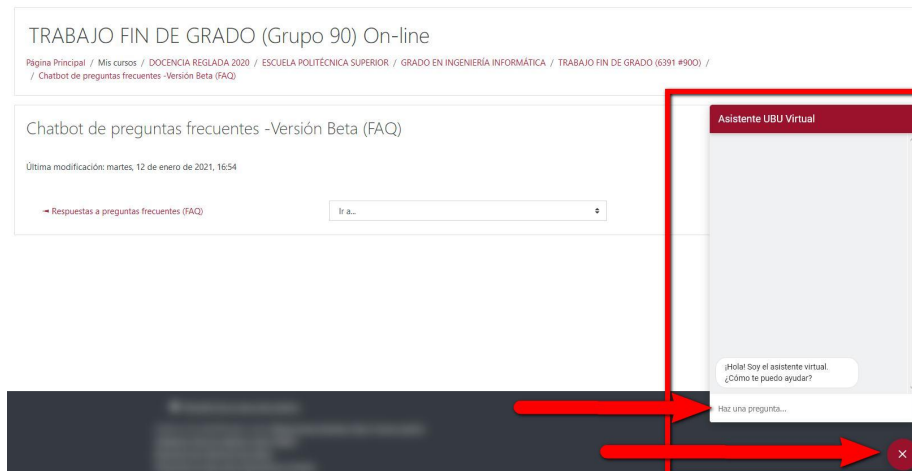 TRABAJO FIN DE GRADO (Grupo 90) On-line
Página Principal / Mis cursos / DOCENCIA REGLADA 2020 / ESCUELA POLITÉCNICA SUPERIOR / GRADO EN INGENIERÍA INFORMÁTICA / TRABAJO FIN DE GRADO (6391 #90O) /
/ Chatbot de preguntas frecuentes -Versión Beta (FAQ)
Chatbot de preguntas frecuentes -Versión Beta (FAQ)
Última modificación: martes, 12 de enero de 2021, 16:54
◄ Respuestas a preguntas frecuentes (FAQ)
Ir a...
Asistente UBU Virtual
¡Hola! Soy el asistente virtual.
¿Cómo te puedo ayudar?
Haz una pregunta...